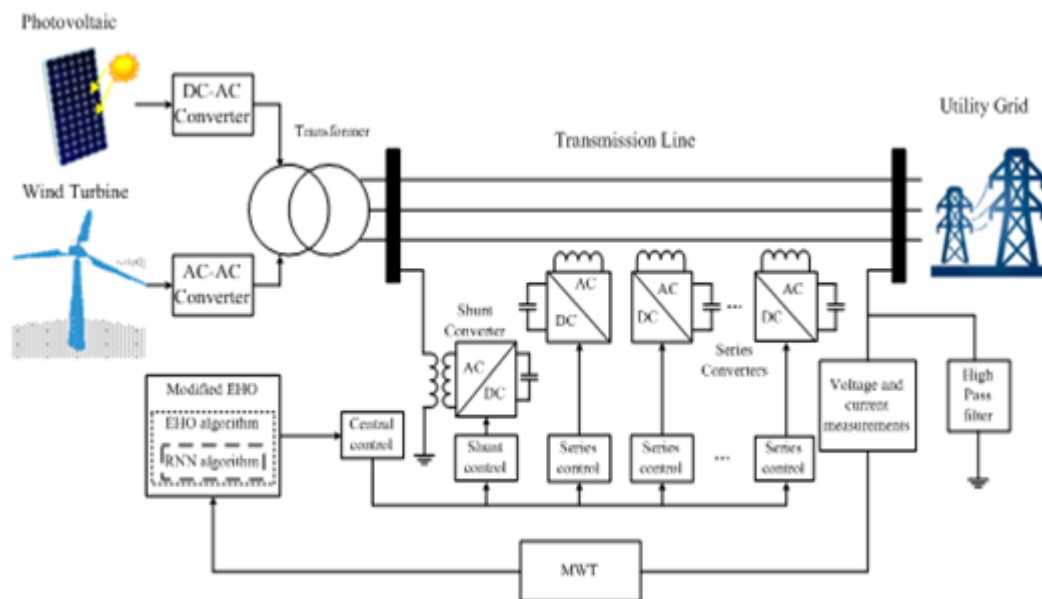 Photovoltaic
DC-AC
Converter
Transformer
Transmission Line
Utility Grid
Wind Turbine
AC-AC
Converter
Shunt
Converter
AC
DC
AC
DC
AC
DC
...
AC
DC
Series
Converters
Modified EHO
EHO algorithm
RNN algorithm
Central
control
Shunt
control
Series
control
Series
control
...
Series
control
Voltage and
current
measurements
High
Pass
filter
MWT